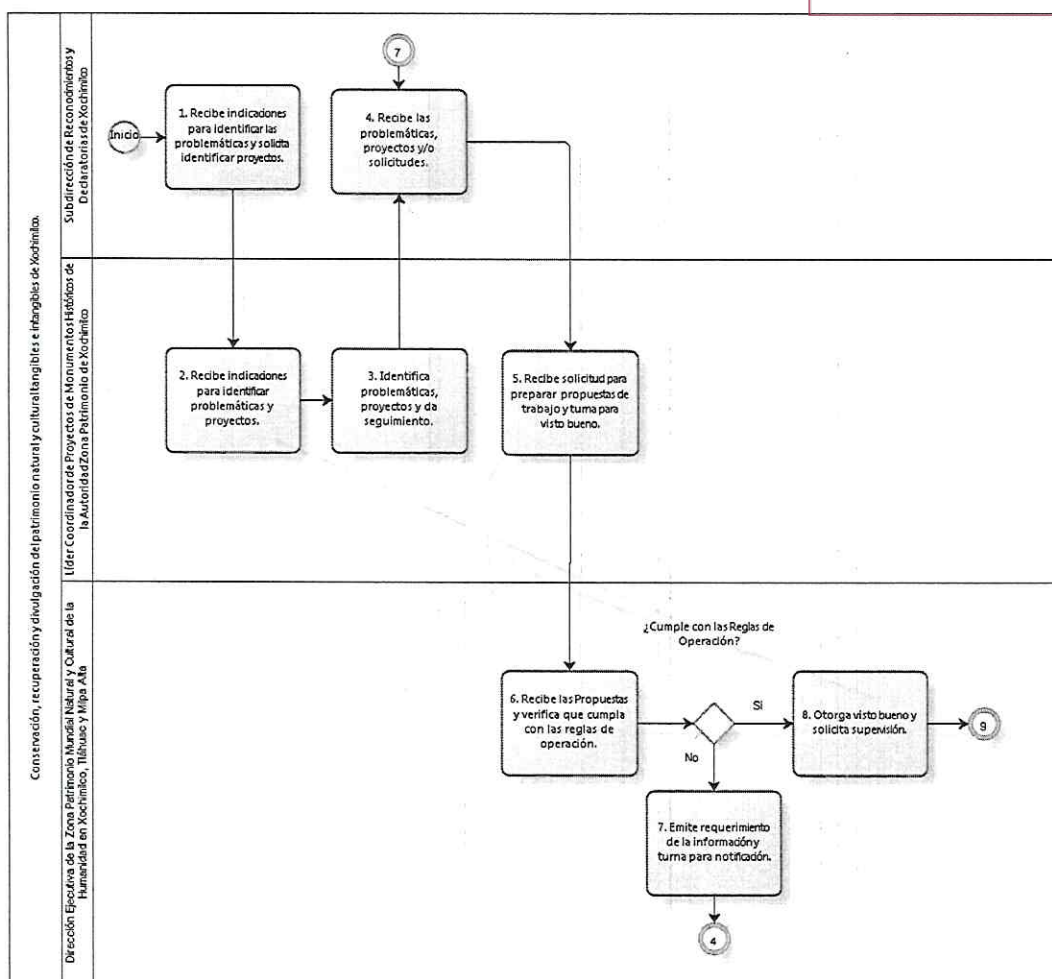 Conservación, recuperación y divulgación del patrimonio natural y cultural tangibles e intangibles de Xochimilco.
Subdirección de Reconocimientos y
Declaratorias de Xochimilco
Inicio
1. Recibe indicaciones
para identificar las
problemáticas y solicita
identificar proyectos.
7
4. Recibe las
problemáticas,
proyectos y/o
solicitudes.
Líder Coordinador de Proyectos de Monumentos Históricos de
la Autoridad Zona Patrimonio de Xochimilco
2. Recibe indicaciones
para identificar
problemáticas y
proyectos.
3. Identifica
problemáticas,
proyectos y da
seguimiento.
5. Recibe solicitud para
preparar propuestas de
trabajo y turna para
visto bueno.
Dirección Ejecutiva de la Zona Patrimonio Mundial Natural y Cultural de la
Humanidad en Xochimilco, Tláhuac y Milpa Alta
6. Recibe las Propuestas
y verifica que cumpla
con las reglas de
operación.
¿Cumple con las Reglas de
Operación?
Si
No
8. Otorga visto bueno y
solicita supervisión.
9
7. Emite requerimiento
de la información y
turna para notificación.
4